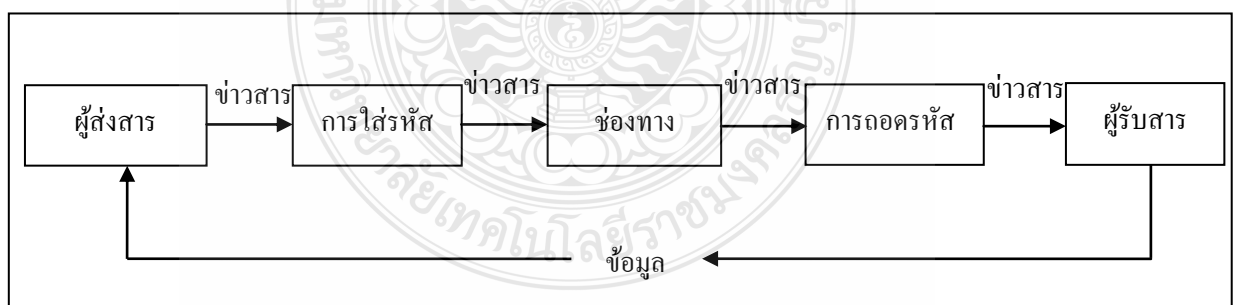 ข่าวสาร ข่าวสาร ข่าวสาร ข่าวสาร
ผู้ส่งสาร การใส่รหัส ช่องทาง การถอดรหัส ผู้รับสาร
ข้อมูล